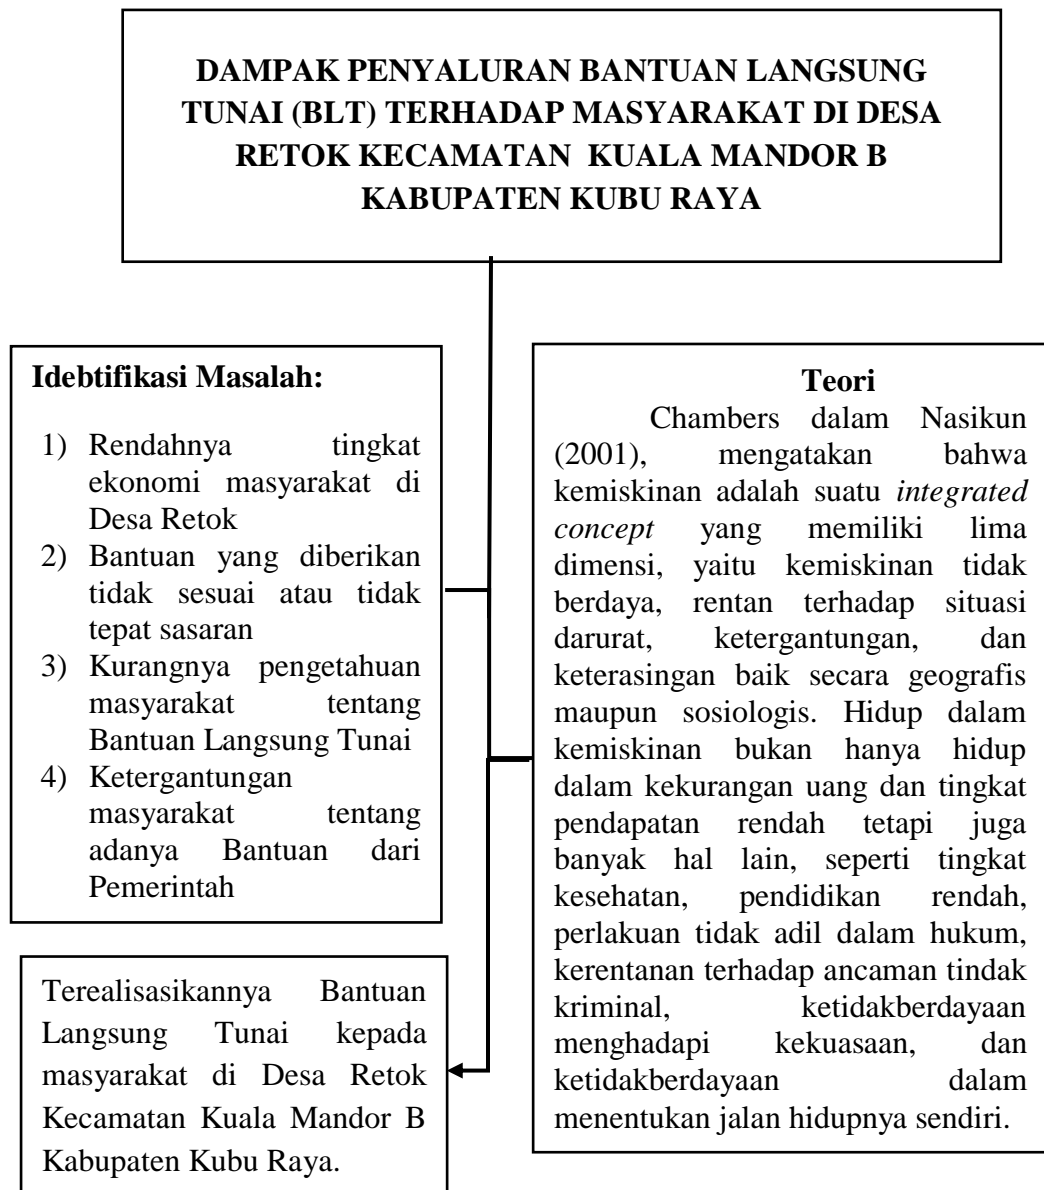 DAMPAK PENYALURAN BANTUAN LANGSUNG
TUNAI (BLT) TERHADAP MASYARAKAT DI DESA
RETOK KECAMATAN KUALA MANDOR B
KABUPATEN KUBU RAYA
Idebtifikasi Masalah:
1) Rendahnya tingkat
ekonomi masyarakat di
Desa Retok
2) Bantuan yang diberikan
tidak sesuai atau tidak
tepat sasaran
3) Kurangnya pengetahuan
masyarakat tentang
Bantuan Langsung Tunai
4) Ketergantungan
masyarakat tentang
adanya Bantuan dari
Pemerintah
Teori
Chambers dalam Nasikun
(2001), mengatakan bahwa
kemiskinan adalah suatu integrated
concept yang memiliki lima
dimensi, yaitu kemiskinan tidak
berdaya, rentan terhadap situasi
darurat, ketergantungan, dan
keterasingan baik secara geografis
maupun sosiologis. Hidup dalam
kemiskinan bukan hanya hidup
dalam kekurangan uang dan tingkat
pendapatan rendah tetapi juga
banyak hal lain, seperti tingkat
kesehatan, pendidikan rendah,
perlakuan tidak adil dalam hukum,
kerentanan terhadap ancaman tindak
kriminal, ketidakberdayaan
menghadapi kekuasaan, dan
ketidakberdayaan dalam
menentukan jalan hidupnya sendiri.
Terealisasikannya Bantuan
Langsung Tunai kepada
masyarakat di Desa Retok
Kecamatan Kuala Mandor B
Kabupaten Kubu Raya.